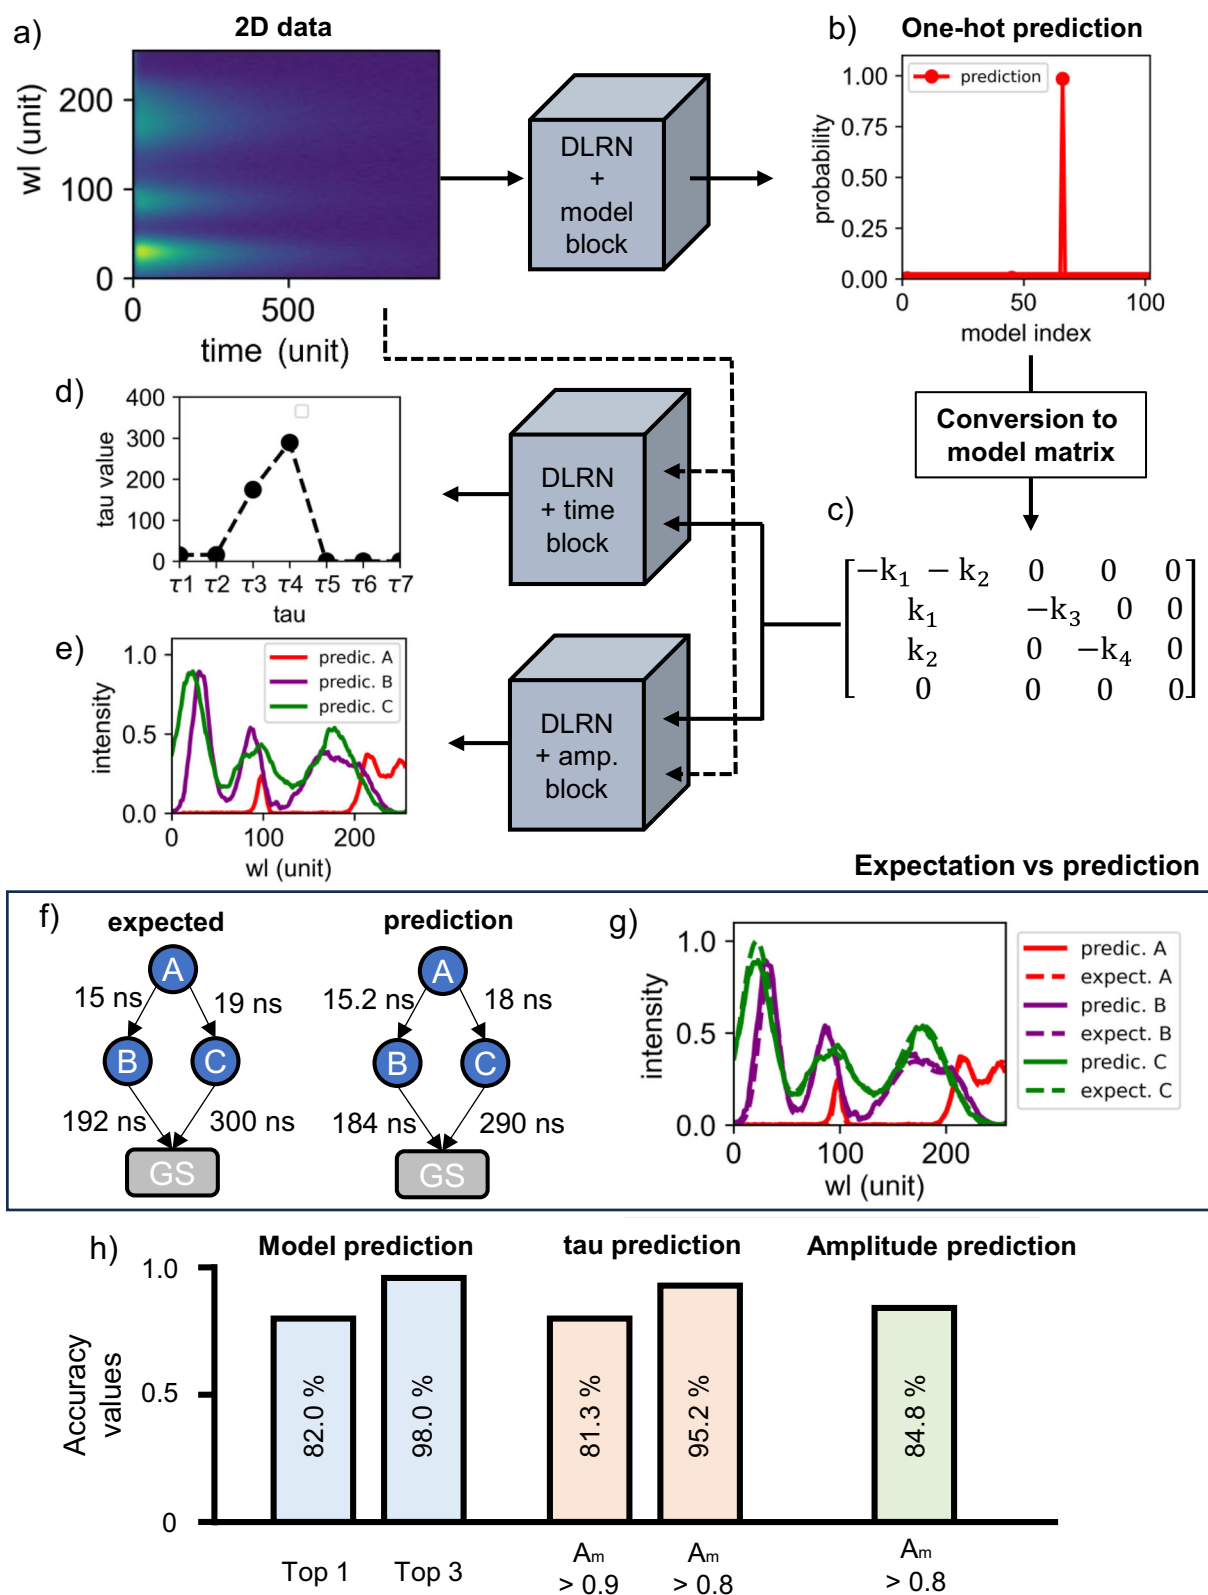 a)
2D data
wl (unit)
200
100
0
0
500
time (unit)
DLRN
+
model
block
b)
One-hot prediction
prediction
probability
1.00
0.75
0.50
0.25
0.00
0
50
100
model index
Conversion to
model matrix
c)
−k₁ − k₂ 0 0 0
k₁ −k₃ 0 0
k₂ 0 −k₄ 0
0 0 0 0
d)
tau value
400
300
200
100
0
τ1 τ2 τ3 τ4 τ5 τ6 τ7
tau
DLRN
+ time
block
e)
intensity
1.0
0.5
0.0
predic. A
predic. B
predic. C
0
100
200
wl (unit)
DLRN
+ amp.
block
Expectation vs prediction
f)
expected
A
15 ns
19 ns
B
C
192 ns
300 ns
GS
prediction
A
15.2 ns
18 ns
B
C
184 ns
290 ns
GS
g)
intensity
1.0
0.5
0.0
0
100
200
wl (unit)
predic. A
expect. A
predic. B
expect. B
predic. C
expect. C
h)
Model prediction
tau prediction
Amplitude prediction
Accuracy
values
1.0
0.5
0
82.0 %
98.0 %
81.3 %
95.2 %
84.8 %
Top 1
Top 3
Aₘ
> 0.9
Aₘ
> 0.8
Aₘ
> 0.8